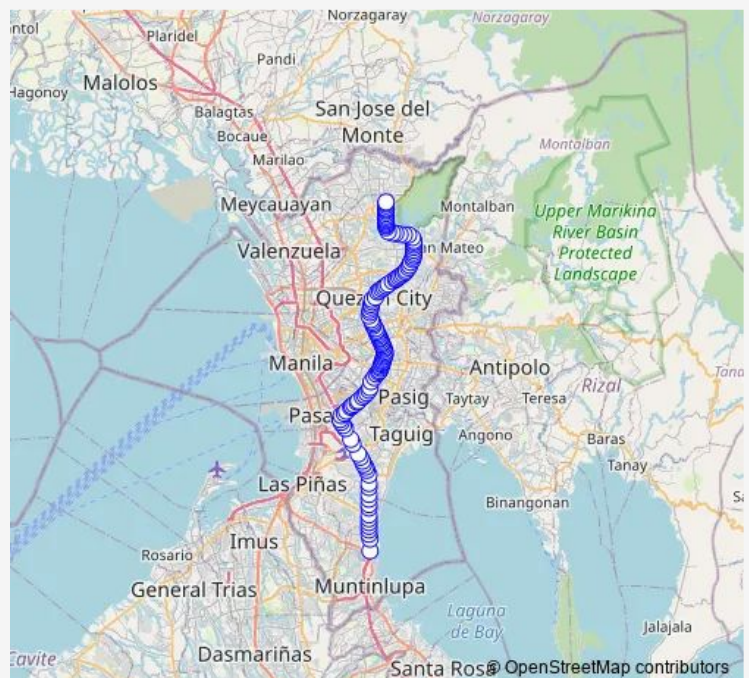 Norzagaray
Norzagaray
Plaridel
Pandi
Malolos
Hagonoy
Balagtas
San Jose del
Monte
Bocaue
Marilao
Montalban
Meycauayan
Montalban
Upper Marikina
River Basin
Protected
Landscape
Valenzuela
San Mateo
Quezon City
Manila
Antipolo
Rizal
Pasig
Taytay
Teresa
Pasa
Taguig
Angono
Baras
Tanay
Las Piñas
Binangonan
Imus
Rosario
General Trias
Muntinlupa
Laguna
de Bay
Jalajala
Cavite
Dasmariñas
Santa Rosa
© OpenStreetMap contributors